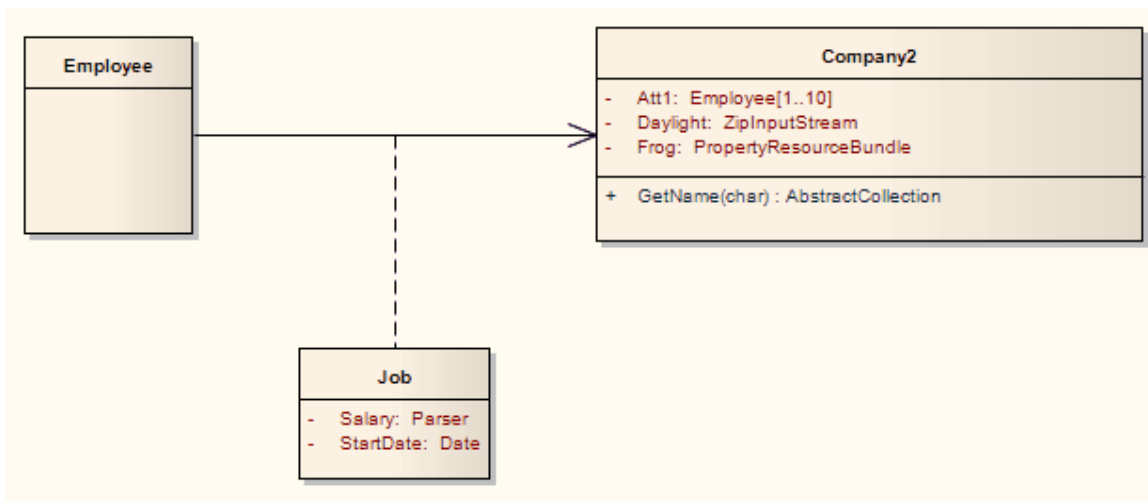 Employee
Company2
- Att1: Employee[1..10]
- Daylight: ZipInputStream
- Frog: PropertyResourceBundle
+ GetName(char) : AbstractCollection
Job
- Salary: Parser
- StartDate: Date